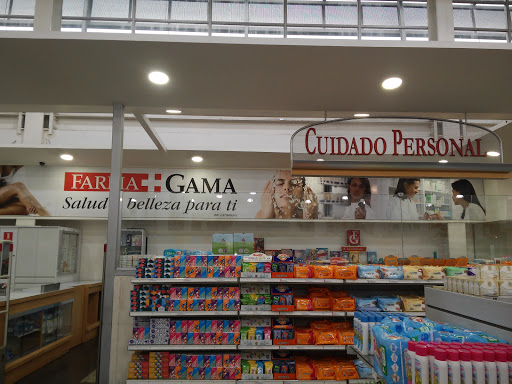 CUIDADO PERSONAL
FARMA GAMA
Salud y belleza para ti